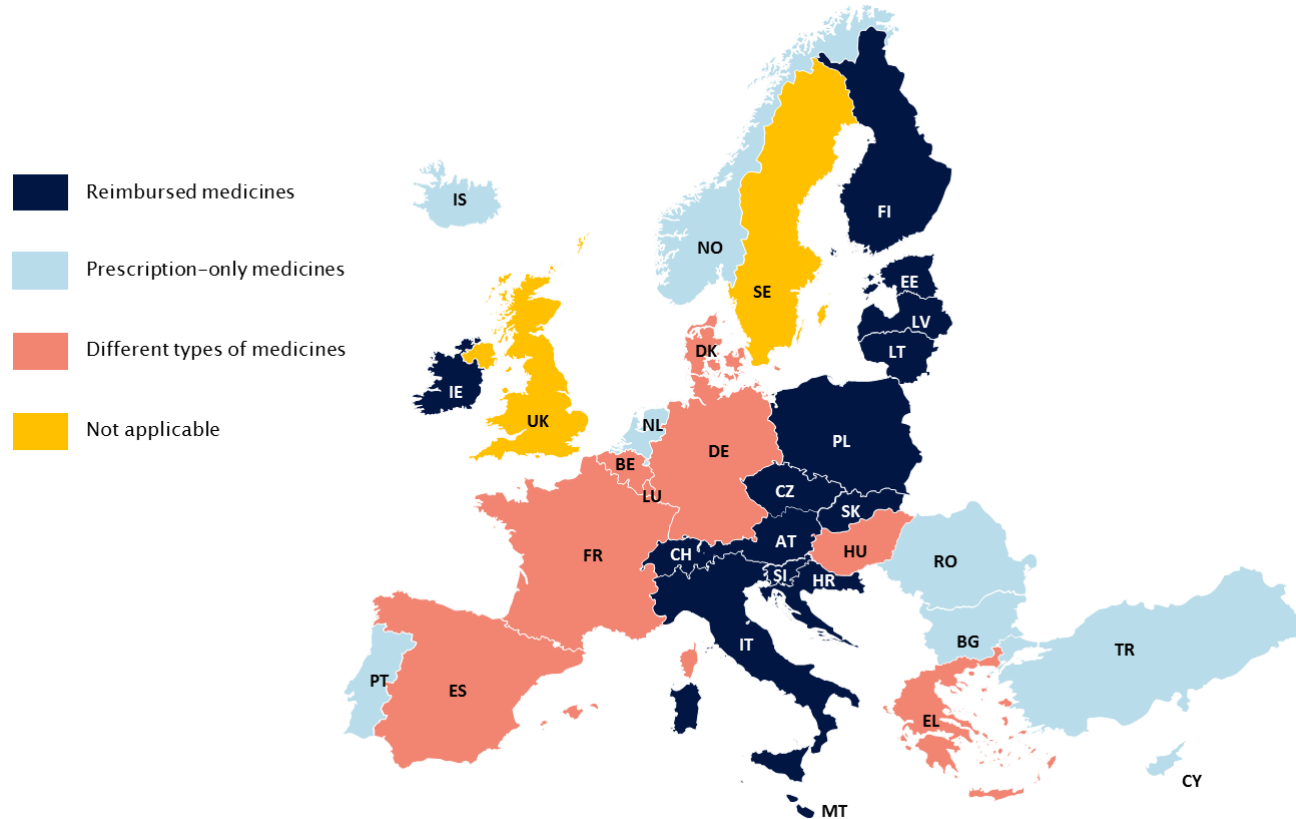 Reimbursed medicines
Prescription-only medicines
Different types of medicines
Not applicable
IS
NO
SE
FI
EE
LV
LT
DK
IE
UK
NL
BE
LU
DE
PL
CZ
SK
AT
HU
CH
SI
HR
FR
IT
RO
BG
TR
PT
ES
EL
CY
MT